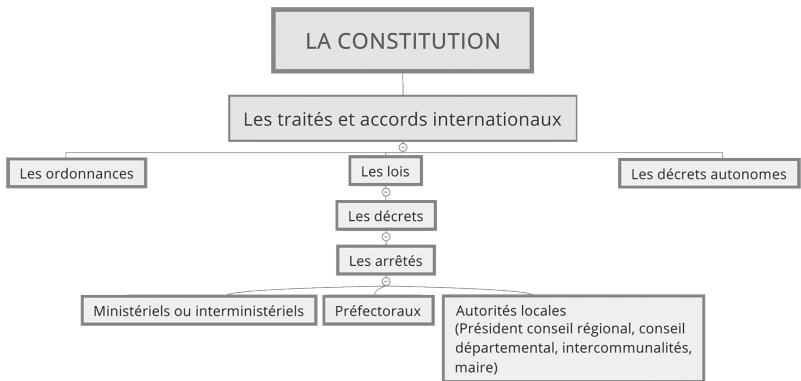 LA CONSTITUTION
Les traités et accords internationaux
Les ordonnances
Les lois
Les décrets autonomes
Les décrets
Les arrêtés
Ministériels ou interministériels
Préfectoraux
Autorités locales
(Président conseil régional, conseil
départemental, intercommunalités,
maire)